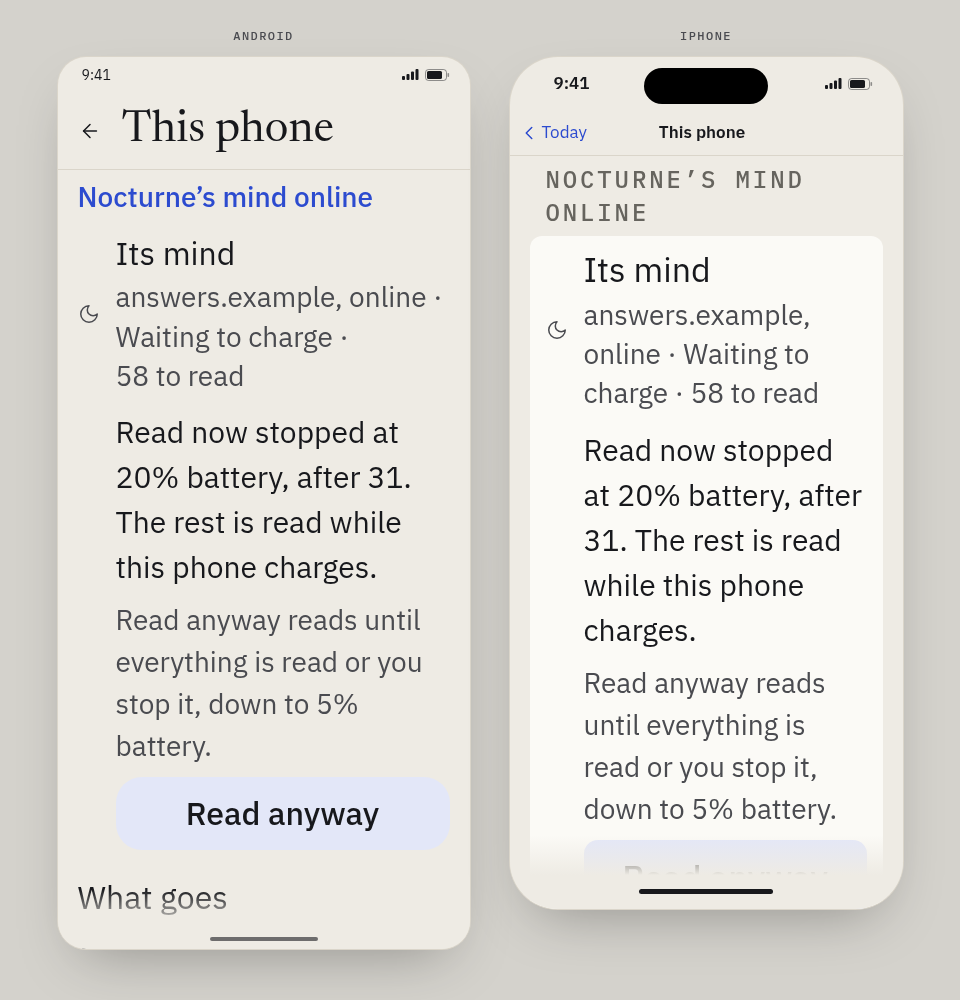 ANDROID
9:41
This phone
Nocturne’s mind online
Its mind
answers.example, online ·
Waiting to charge ·
58 to read
Read now stopped at
20% battery, after 31.
The rest is read while
this phone charges.
Read anyway reads until
everything is read or you
stop it, down to 5%
battery.
Read anyway
What goes
IPHONE
9:41
Today
This phone
NOCTURNE’S MIND
ONLINE
Its mind
answers.example,
online · Waiting to
charge · 58 to read
Read now stopped
at 20% battery, after
31. The rest is read
while this phone
charges.
Read anyway reads
until everything is
read or you stop it,
down to 5% battery.
Read anyway